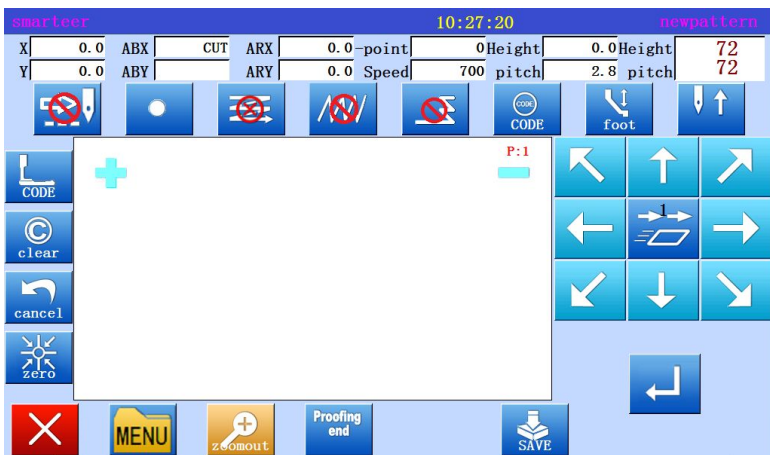 smarteer 10:27:20 newpattern
X 0.0 ABX CUT ARX 0.0 -point 0 Height 0.0 Height 72
Y 0.0 ABY ARY 0.0 Speed 700 pitch 2.8 pitch 72
CODE
CODE
foot
P:1
CODE
1
C
clear
cancel
zero
MENU
zoomout
Proofing
end
SAVE